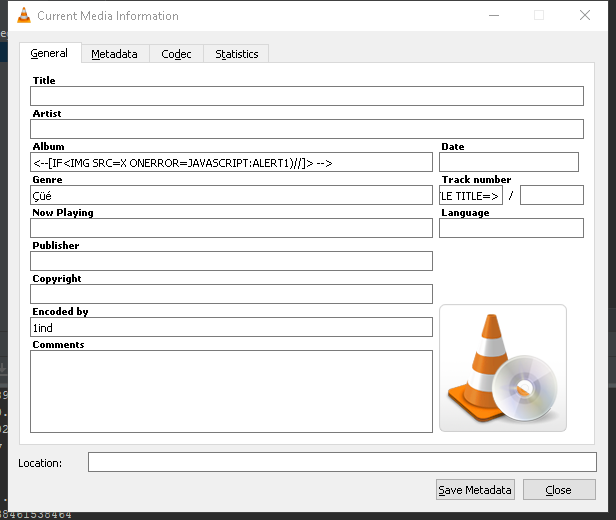 Current Media Information
General Metadata Codec Statistics
Title
Artist
Album Date
<--[IF<IMG SRC=X ONERROR=JAVASCRIPT:ALERT1)//]> -->
Genre Track number
Çüé LE TITLE=> /
Now Playing Language
Publisher
Copyright
Encoded by
1ind
Comments
Location:
Save Metadata Close
38461538464